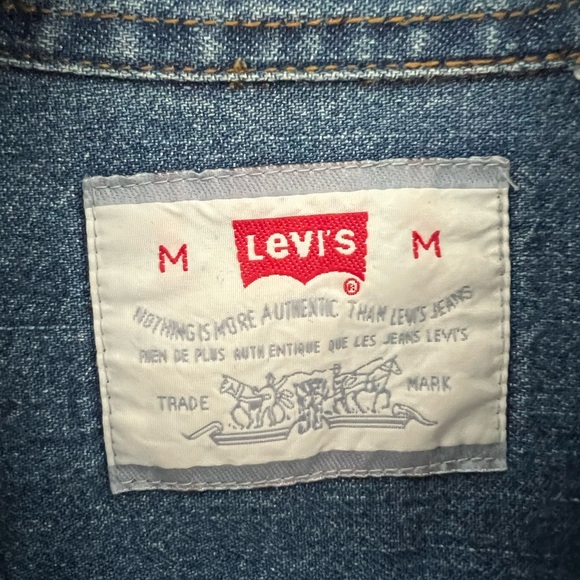 M LEVI'S M
®
NOTHING IS MORE AUTHENTIC THAN LEVI'S JEANS
RIEN DE PLUS AUTHENTIQUE QUE LES JEANS LEVI'S
TRADE MARK